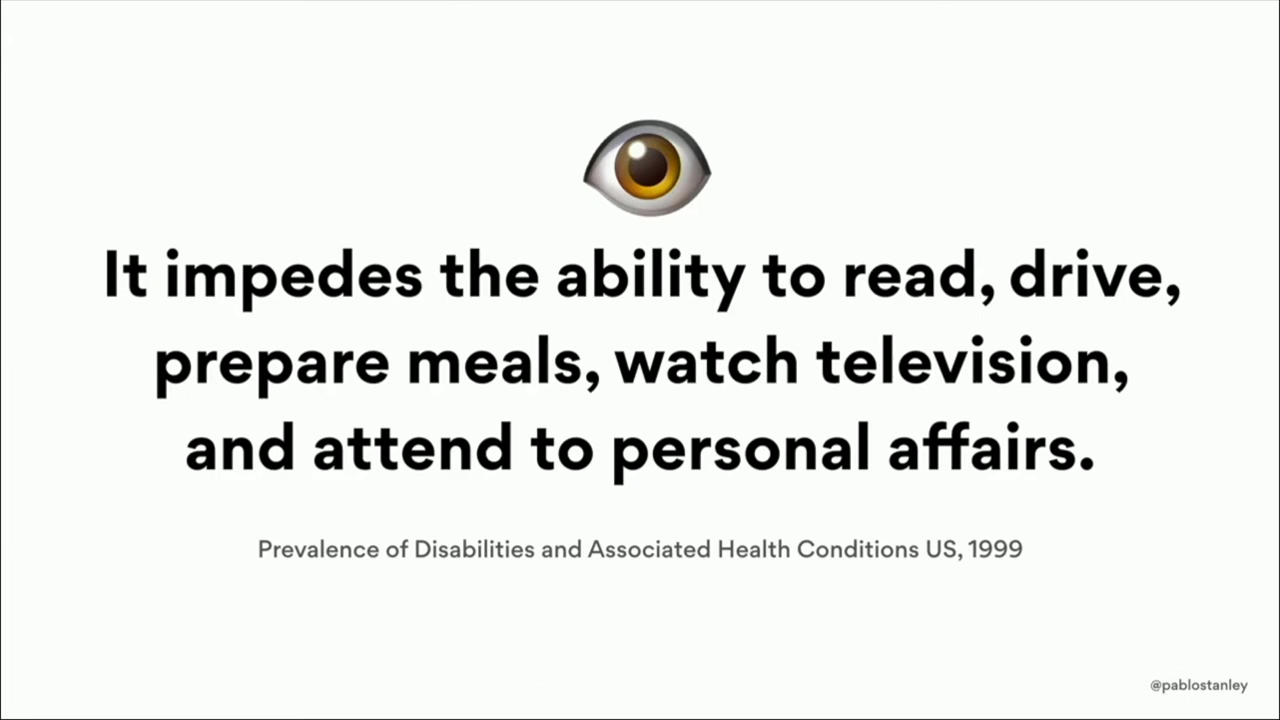 It impedes the ability to read, drive,
prepare meals, watch television,
and attend to personal affairs.
Prevalence of Disabilities and Associated Health Conditions US, 1999
@pablostanley